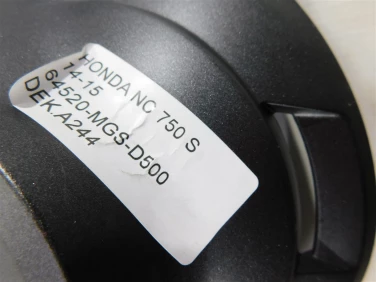 HONDA NC 750 S
14-15
64520-MGS-D500
DEK.A244